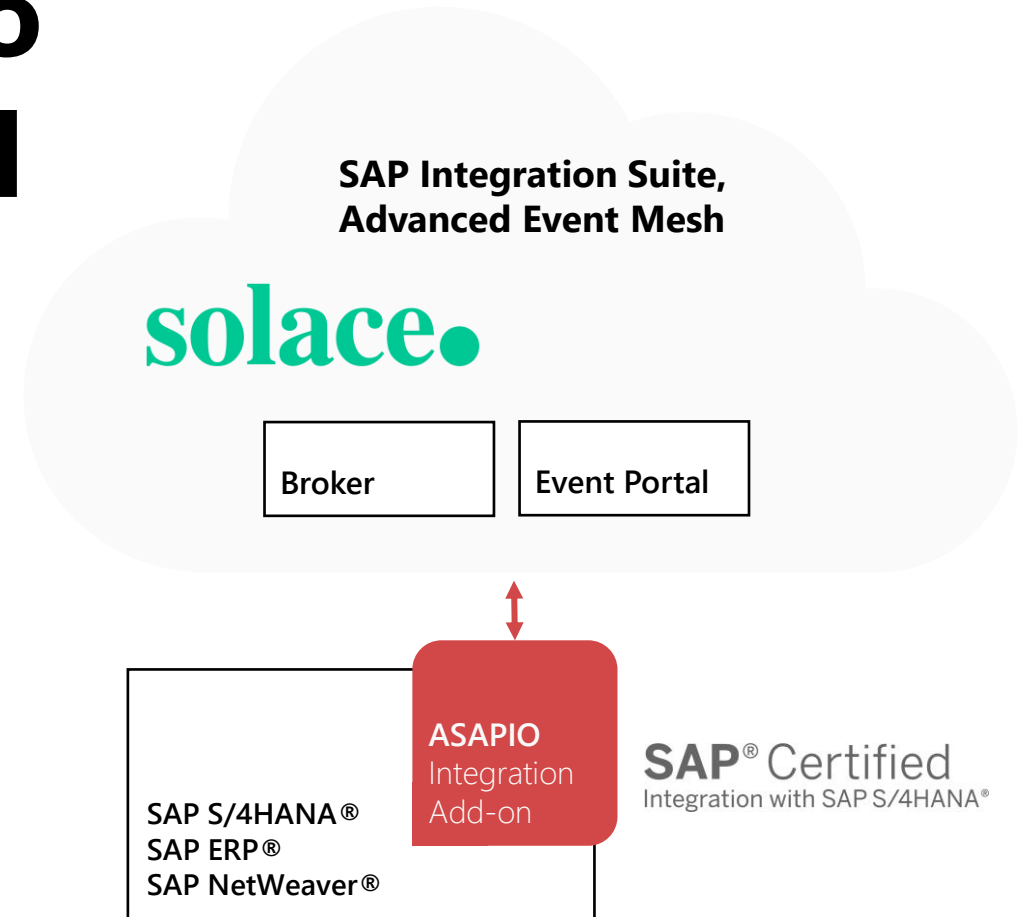 SAP Integration Suite,
Advanced Event Mesh
solace.
Broker
Event Portal
ASAPIO
Integration
Add-on
SAP® Certified
Integration with SAP S/4HANA®
SAP S/4HANA®
SAP ERP®
SAP NetWeaver®